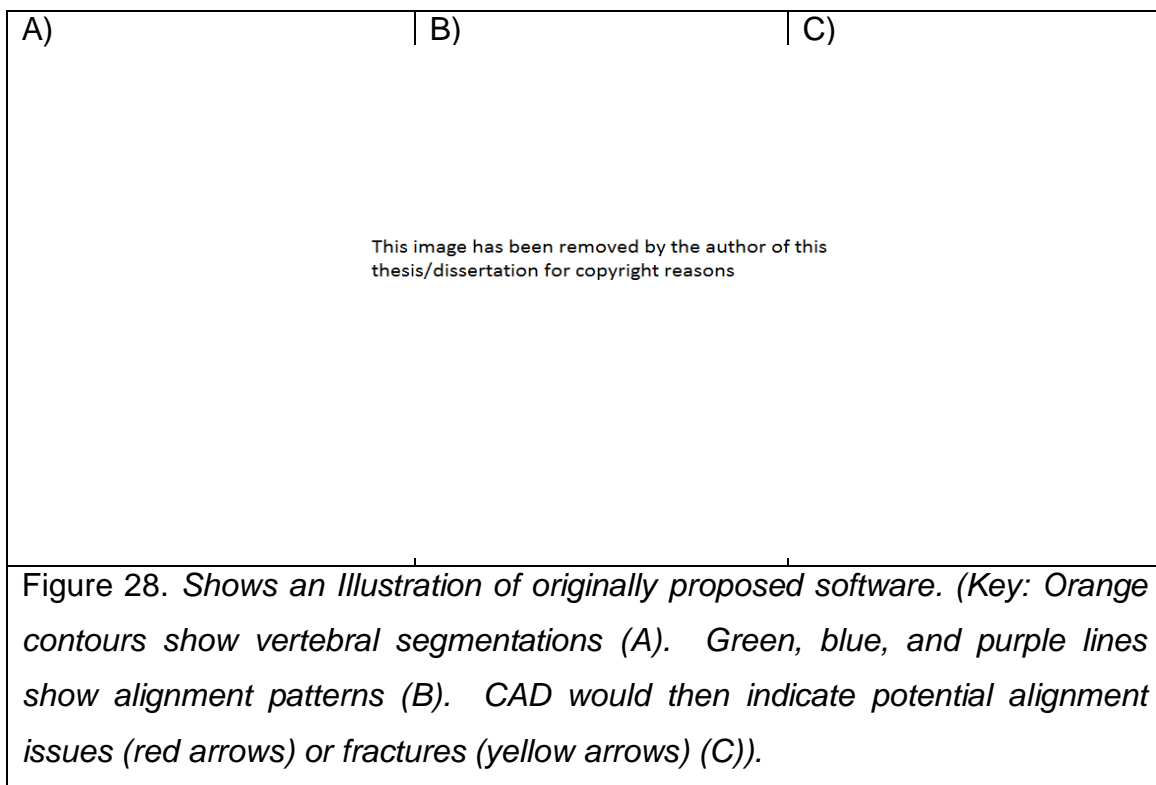 A) B) C)
This image has been removed by the author of this
thesis/dissertation for copyright reasons
Figure 28. Shows an Illustration of originally proposed software. (Key: Orange
contours show vertebral segmentations (A). Green, blue, and purple lines
show alignment patterns (B). CAD would then indicate potential alignment
issues (red arrows) or fractures (yellow arrows) (C)).